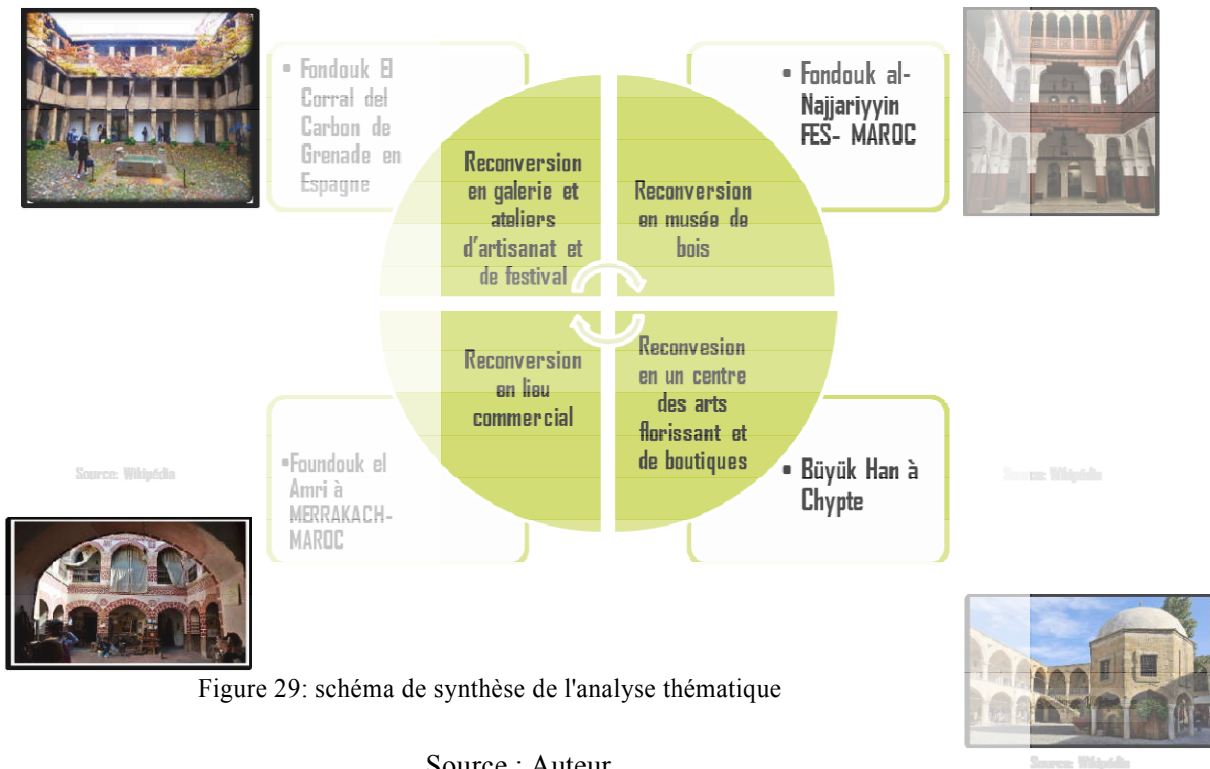 • Fondouk El
Corral del
Carbon de
Grenade en
Espagne
Reconversion
en galerie et
ateliers
d'artisanat et
de festival
Reconversion
en musée de
bois
• Fondouk al-
Najjariyyin
FES- MAROC
Reconversion
en lieu
commercial
Reconvesion
en un centre
des arts
florissant et
de boutiques
Source: Wikipédia
•Foundouk el
Amri à
MERRAKACH-
MAROC
• Büyük Han à
Chypte
Source: Wikipédia
Figure 29: schéma de synthèse de l'analyse thématique
Source : Auteur
Source: Wikipédia